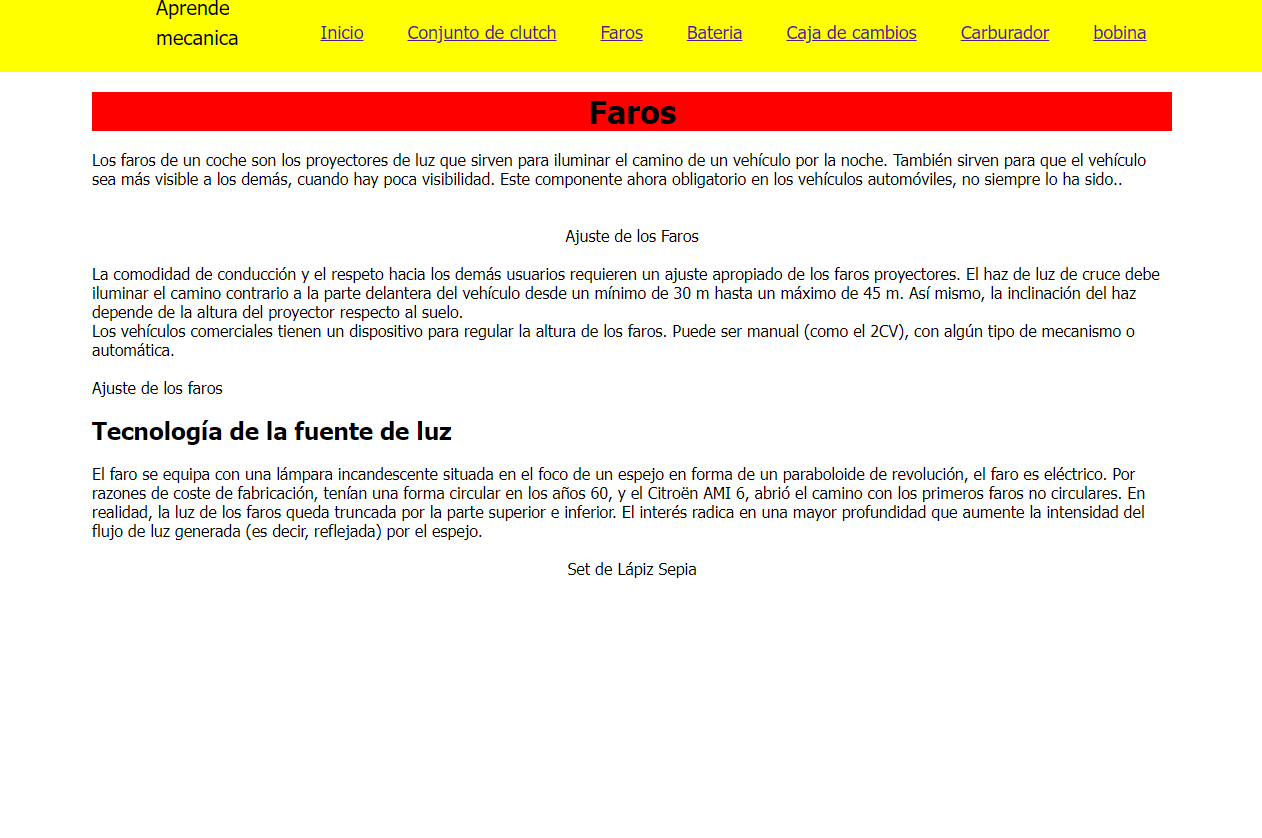 Aprende
mecanica
Inicio Conjunto de clutch Faros Bateria Caja de cambios Carburador bobina
Faros
Los faros de un coche son los proyectores de luz que sirven para iluminar el camino de un vehículo por la noche. También sirven para que el vehículo
sea más visible a los demás, cuando hay poca visibilidad. Este componente ahora obligatorio en los vehículos automóviles, no siempre lo ha sido..
Ajuste de los Faros
La comodidad de conducción y el respeto hacia los demás usuarios requieren un ajuste apropiado de los faros proyectores. El haz de luz de cruce debe
iluminar el camino contrario a la parte delantera del vehículo desde un mínimo de 30 m hasta un máximo de 45 m. Así mismo, la inclinación del haz
depende de la altura del proyector respecto al suelo.
Los vehículos comerciales tienen un dispositivo para regular la altura de los faros. Puede ser manual (como el 2CV), con algún tipo de mecanismo o
automática.
Ajuste de los faros
Tecnología de la fuente de luz
El faro se equipa con una lámpara incandescente situada en el foco de un espejo en forma de un paraboloide de revolución, el faro es eléctrico. Por
razones de coste de fabricación, tenían una forma circular en los años 60, y el Citroën AMI 6, abrió el camino con los primeros faros no circulares. En
realidad, la luz de los faros queda truncada por la parte superior e inferior. El interés radica en una mayor profundidad que aumente la intensidad del
flujo de luz generada (es decir, reflejada) por el espejo.
Set de Lápiz Sepia